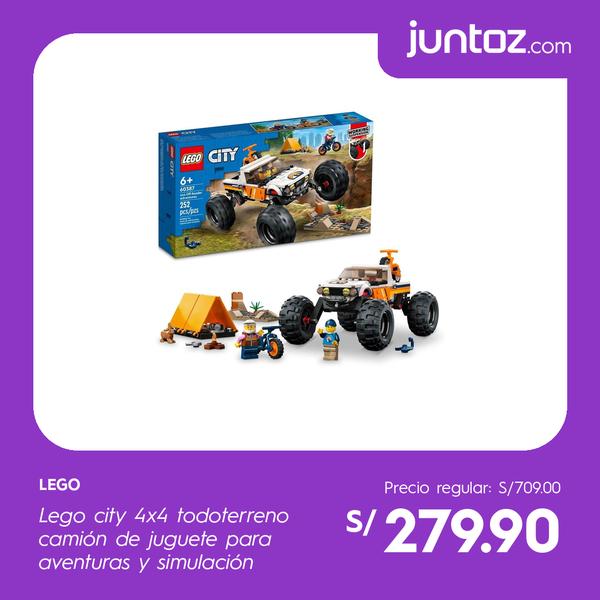 juntoz.com
LEGO CITY
6+
60387
252
pcs/pzs
LEGO
Precio regular: S/709.00
Lego city 4x4 todoterreno
camión de juguete para
aventuras y simulación
S/279.90